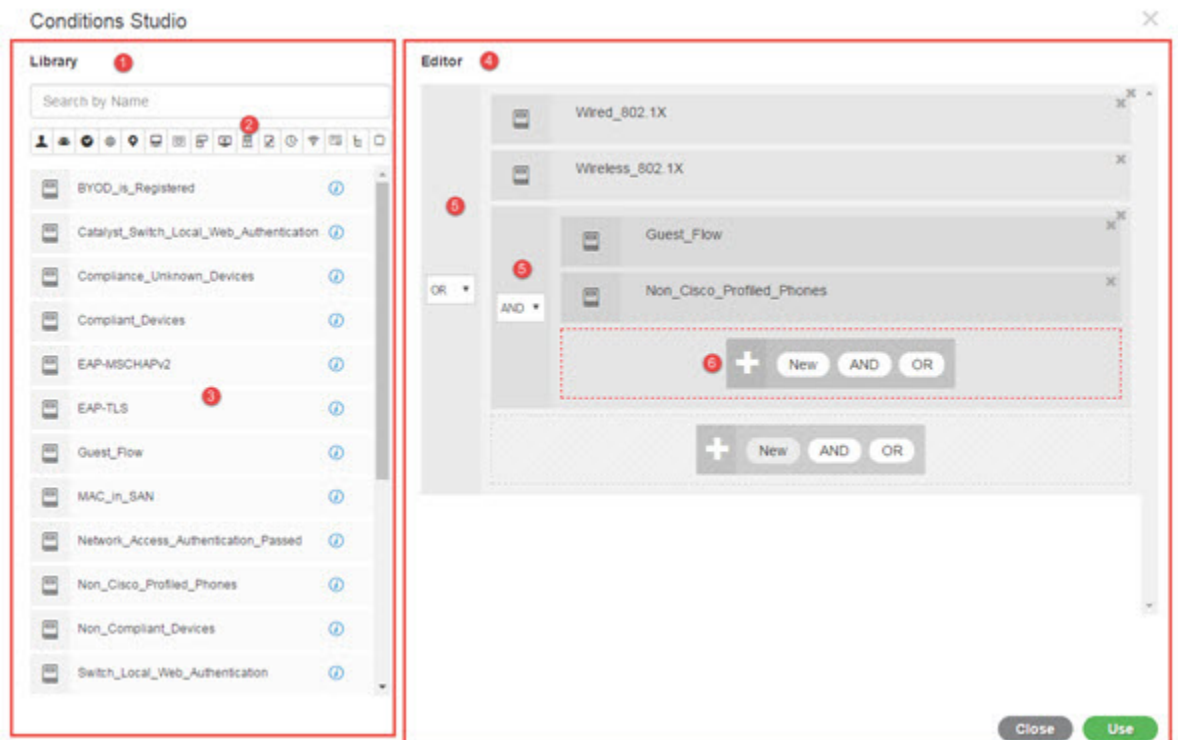 Conditions Studio
Library 1
Search by Name
2
BYOD_is_Registered
Catalyst_Switch_Local_Web_Authentication
Compliance_Unknown_Devices
Compliant_Devices
EAP-MSCHAPv2
3
EAP-TLS
Guest_Flow
MAC_in_SAN
Network_Access_Authentication_Passed
Non_Cisco_Profiled_Phones
Non_Compliant_Devices
Switch_Local_Web_Authentication
Editor 4
Wired_802.1X
Wireless_802.1X
5
OR
Guest_Flow
5
AND
Non_Cisco_Profiled_Phones
6 New AND OR
New AND OR
Close Use